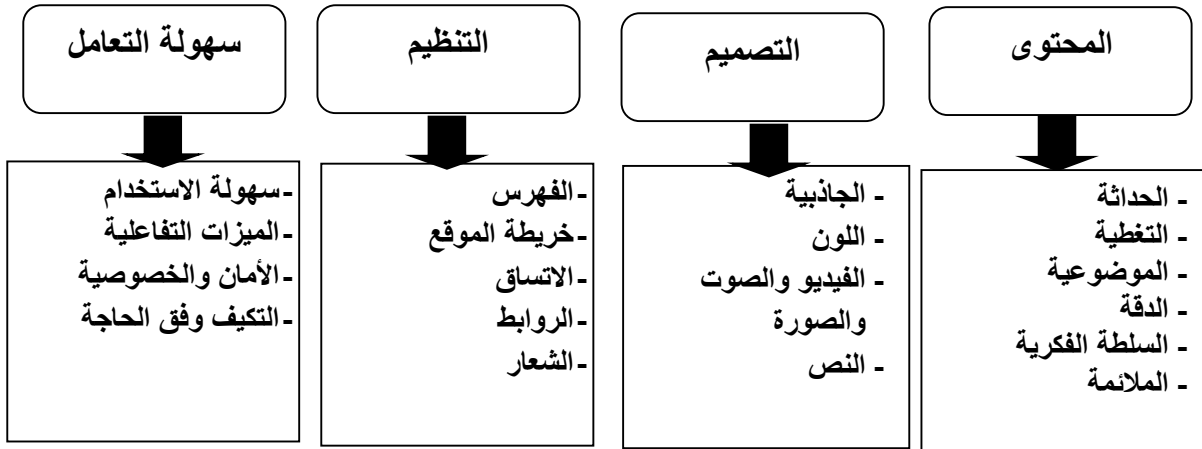 المحتوى
- الحداثة
- التغطية
- الموضوعية
- الدقة
- السلطة الفكرية
- الملائمة
التصميم
- الجاذبية
- اللون
- الفيديو والصوت
والصورة
- النص
التنظيم
-الفهرس
-خريطة الموقع
-الاتساق
-الروابط
-الشعار
سهولة التعامل
-سهولة الاستخدام
-الميزات التفاعلية
-الأمان والخصوصية
-التكيف وفق الحاجة